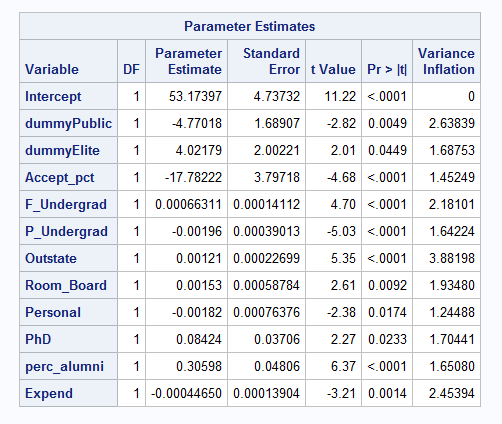 Parameter Estimates
Variable DF Parameter Estimate Standard Error t Value Pr > |t| Variance Inflation
Intercept 1 53.17397 4.73732 11.22 <.0001 0
dummyPublic 1 -4.77018 1.68907 -2.82 0.0049 2.63839
dummyElite 1 4.02179 2.00221 2.01 0.0449 1.68753
Accept_pct 1 -17.78222 3.79718 -4.68 <.0001 1.45249
F_Undergrad 1 0.00066311 0.00014112 4.70 <.0001 2.18101
P_Undergrad 1 -0.00196 0.00039013 -5.03 <.0001 1.64224
Outstate 1 0.00121 0.00022699 5.35 <.0001 3.88198
Room_Board 1 0.00153 0.00058784 2.61 0.0092 1.93480
Personal 1 -0.00182 0.00076376 -2.38 0.0174 1.24488
PhD 1 0.08424 0.03706 2.27 0.0233 1.70441
perc_alumni 1 0.30598 0.04806 6.37 <.0001 1.65080
Expend 1 -0.00044650 0.00013904 -3.21 0.0014 2.45394